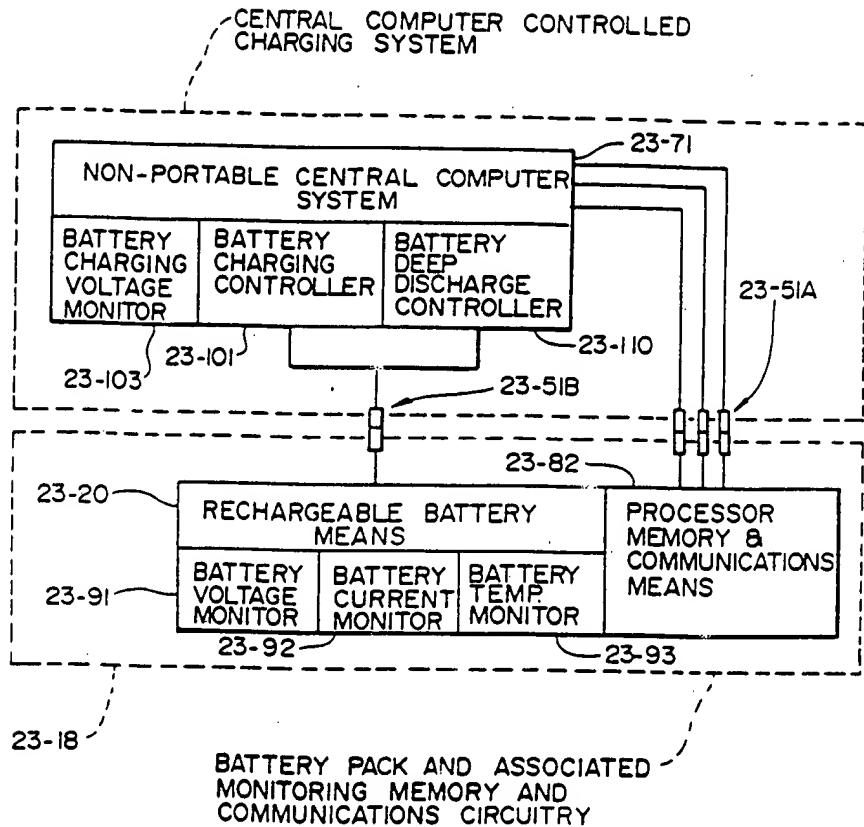 CENTRAL COMPUTER CONTROLLED
CHARGING SYSTEM
23-71
NON-PORTABLE CENTRAL COMPUTER
SYSTEM
BATTERY
CHARGING
VOLTAGE
MONITOR
BATTERY
CHARGING
CONTROLLER
BATTERY
DEEP
DISCHARGE
CONTROLLER
23-51A
23-103
23-101
23-110
23-51B
23-82
23-20
RECHARGEABLE BATTERY
MEANS
PROCESSOR
MEMORY &
COMMUNICATIONS
MEANS
23-91
BATTERY
VOLTAGE
MONITOR
BATTERY
CURRENT
MONITOR
BATTERY
TEMP.
MONITOR
23-92
23-93
23-18
BATTERY PACK AND ASSOCIATED
MONITORING MEMORY AND
COMMUNICATIONS CIRCUITRY